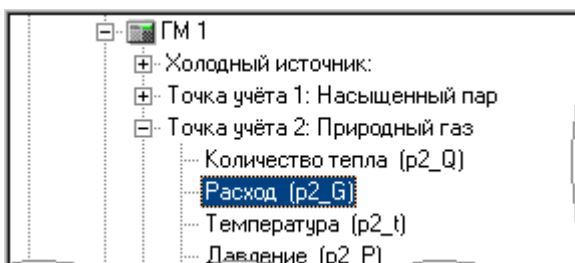 ГМ 1
Холодный источник:
Точка учёта 1: Насыщенный пар
Точка учёта 2: Природный газ
Количество тепла (p2_Q)
Расход (p2_G)
Температура (p2_t)
Давление (p2_P)